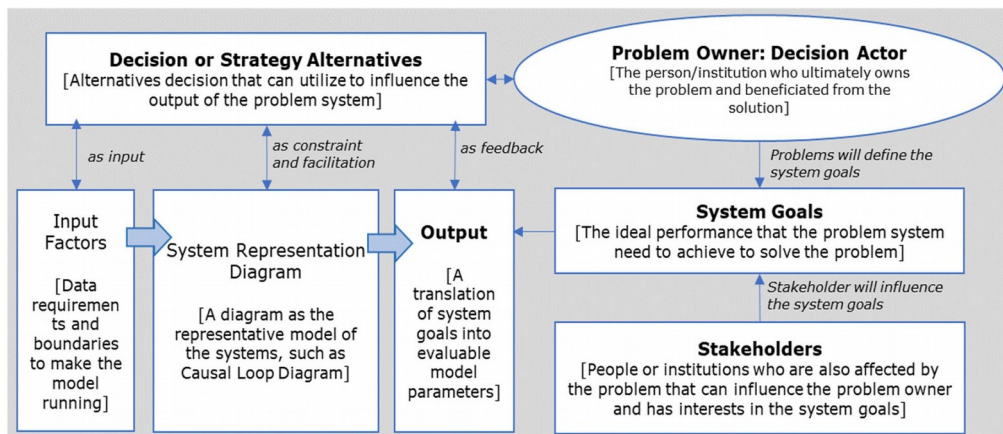 Decision or Strategy Alternatives
[Alternatives decision that can utilize to influence the
output of the problem system]
Problem Owner: Decision Actor
[The person/institution who ultimately owns
the problem and beneficiated from the
solution]
as input
as constraint
and facilitation
as feedback
Problems will define the
system goals
Input
Factors
[Data
requiremen
ts and
boundaries
to make the
model
running]
System Representation
Diagram
[A diagram as the
representative model of
the systems, such as
Causal Loop Diagram]
Output
[A
translation
of system
goals into
evaluable
model
parameters]
System Goals
[The ideal performance that the problem system
need to achieve to solve the problem]
Stakeholder will influence
the system goals
Stakeholders
[People or institutions who are also affected by
the problem that can influence the problem owner
and has interests in the system goals]